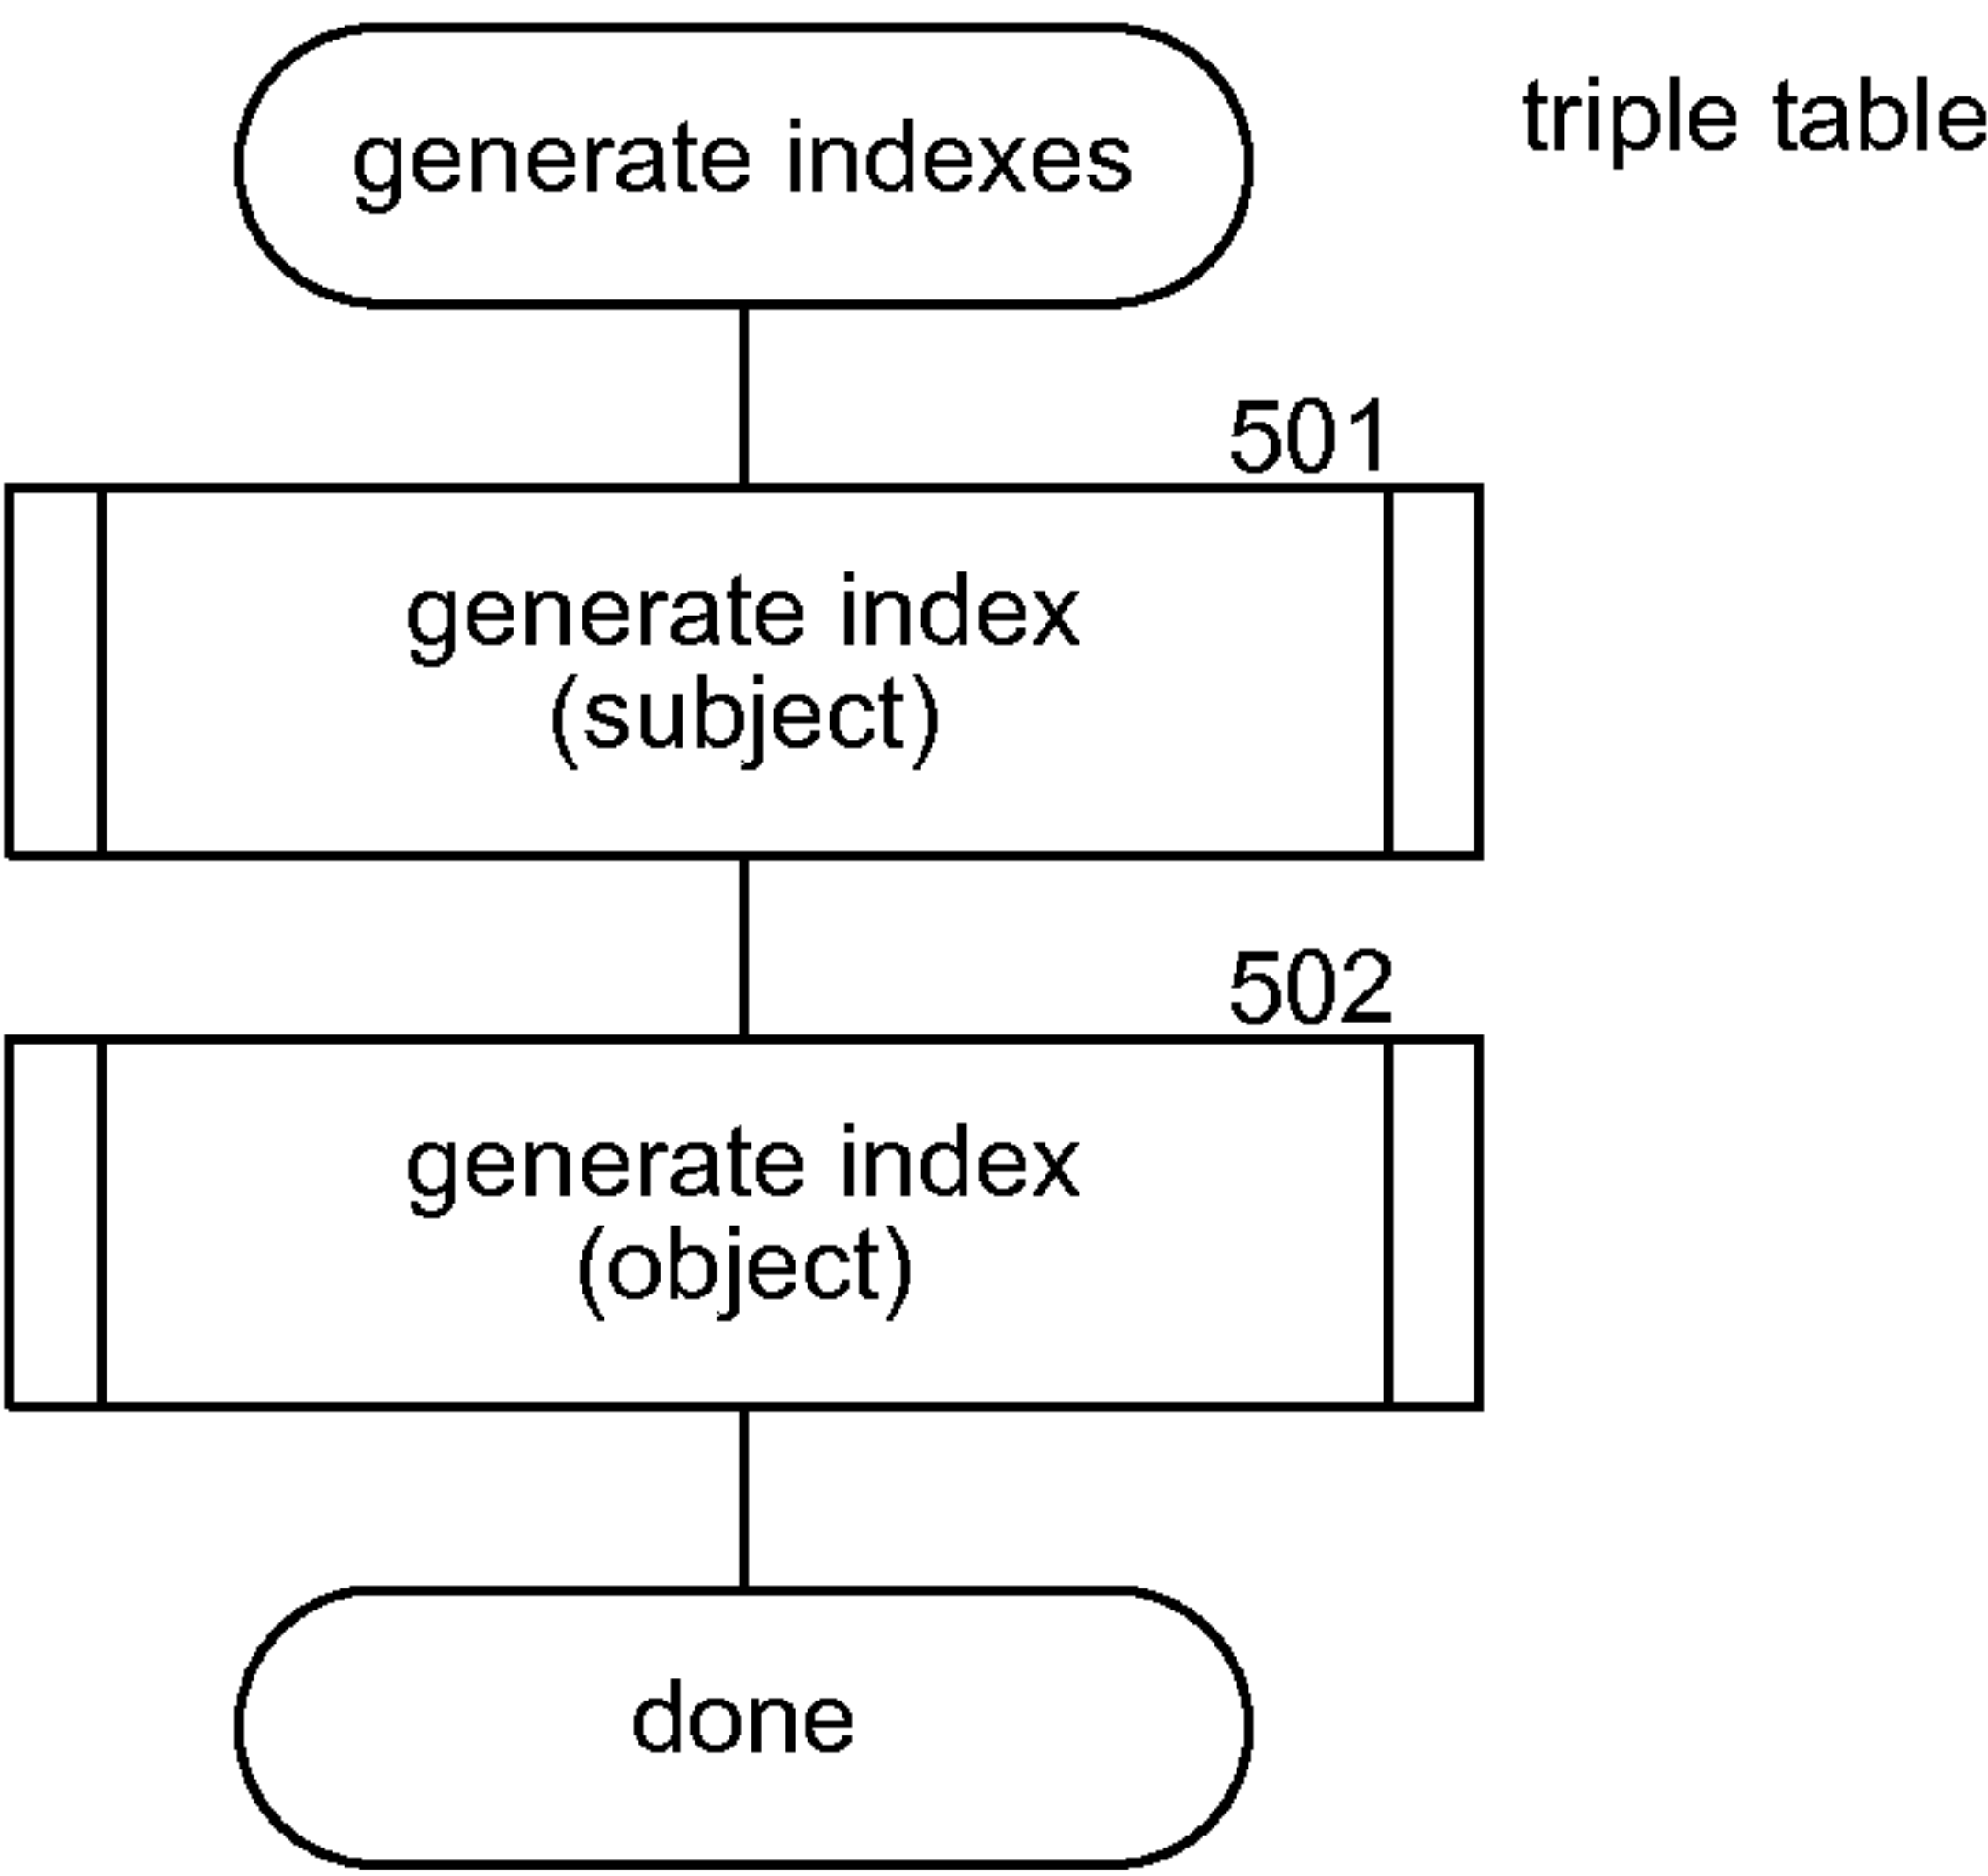 generate indexes
triple table
501
generate index
(subject)
502
generate index
(object)
done